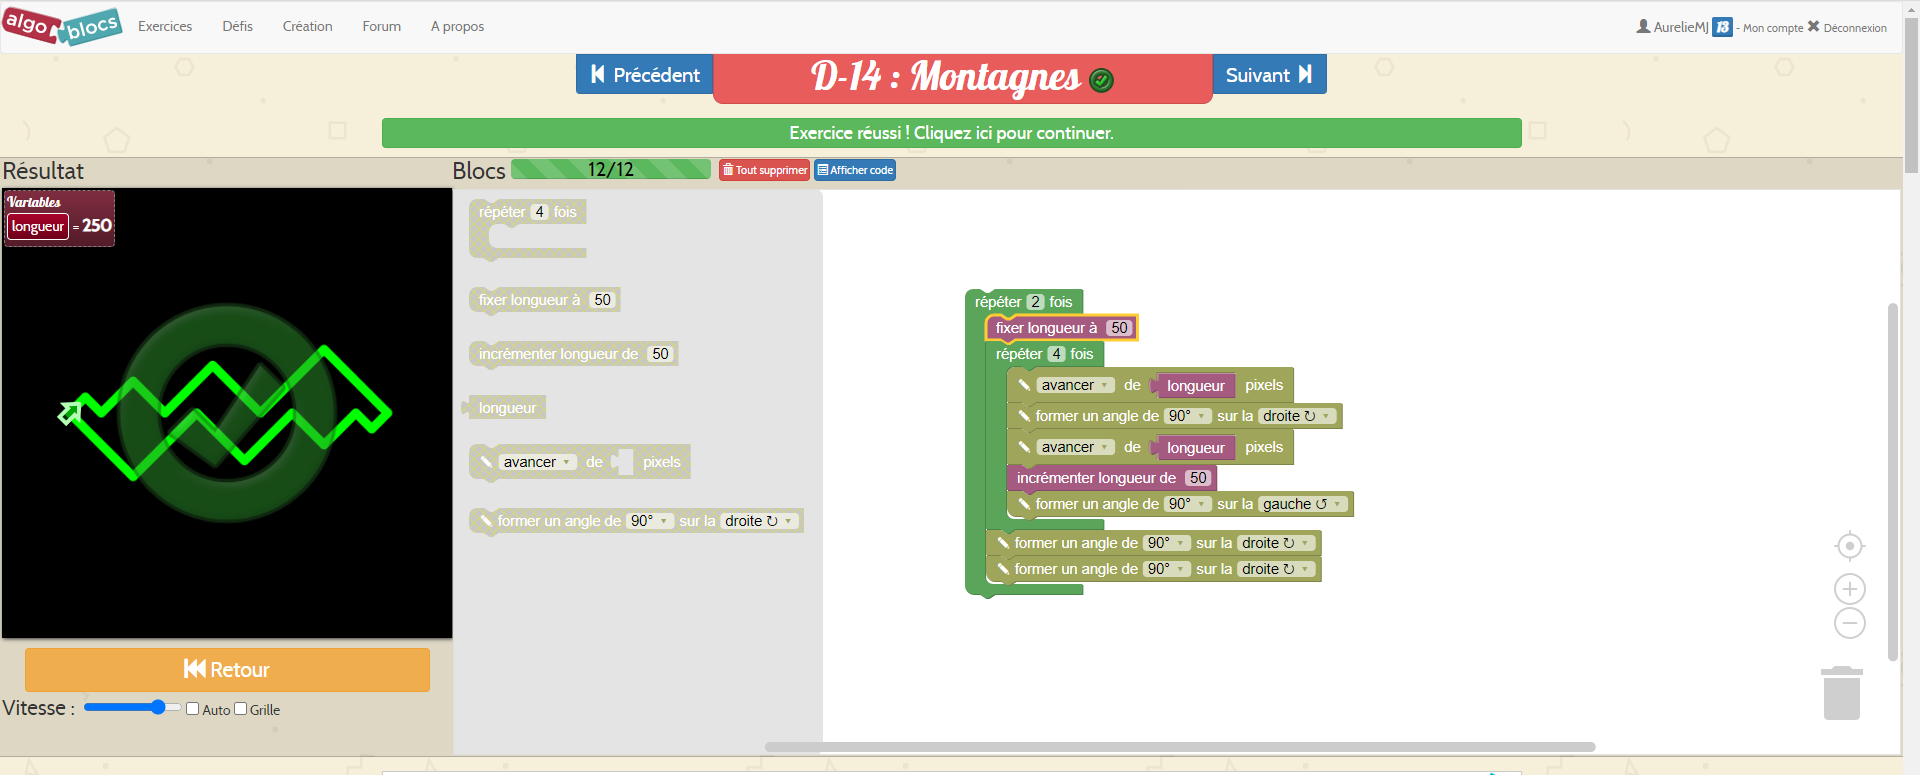 algo blocs Exercices Défis Création Forum A propos AurelieMJ 13 - Mon compte Déconnexion
Précédent D-14 : Montagnes Suivant
Exercice réussi ! Cliquez ici pour continuer.
Résultat Blocs 12/12 Tout supprimer Afficher code
Variables
longueur = 250
répéter 4 fois
fixer longueur à 50
incrémenter longueur de 50
longueur
avancer de pixels
former un angle de 90° sur la droite ↻
répéter 2 fois
fixer longueur à 50
répéter 4 fois
avancer de longueur pixels
former un angle de 90° sur la droite ↻
avancer de longueur pixels
incrémenter longueur de 50
former un angle de 90° sur la gauche ↺
former un angle de 90° sur la droite ↻
former un angle de 90° sur la droite ↻
Retour
Vitesse : Auto Grille